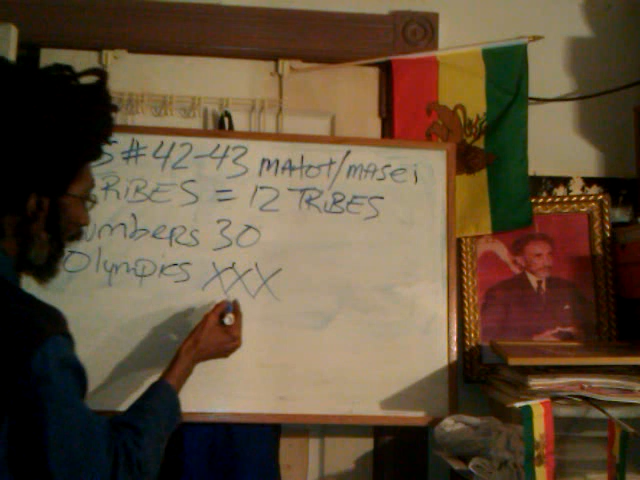 S #42-43 MATOT/MASEI
TRIBES = 12 TRIBES
Numbers 30
Olympics XXX